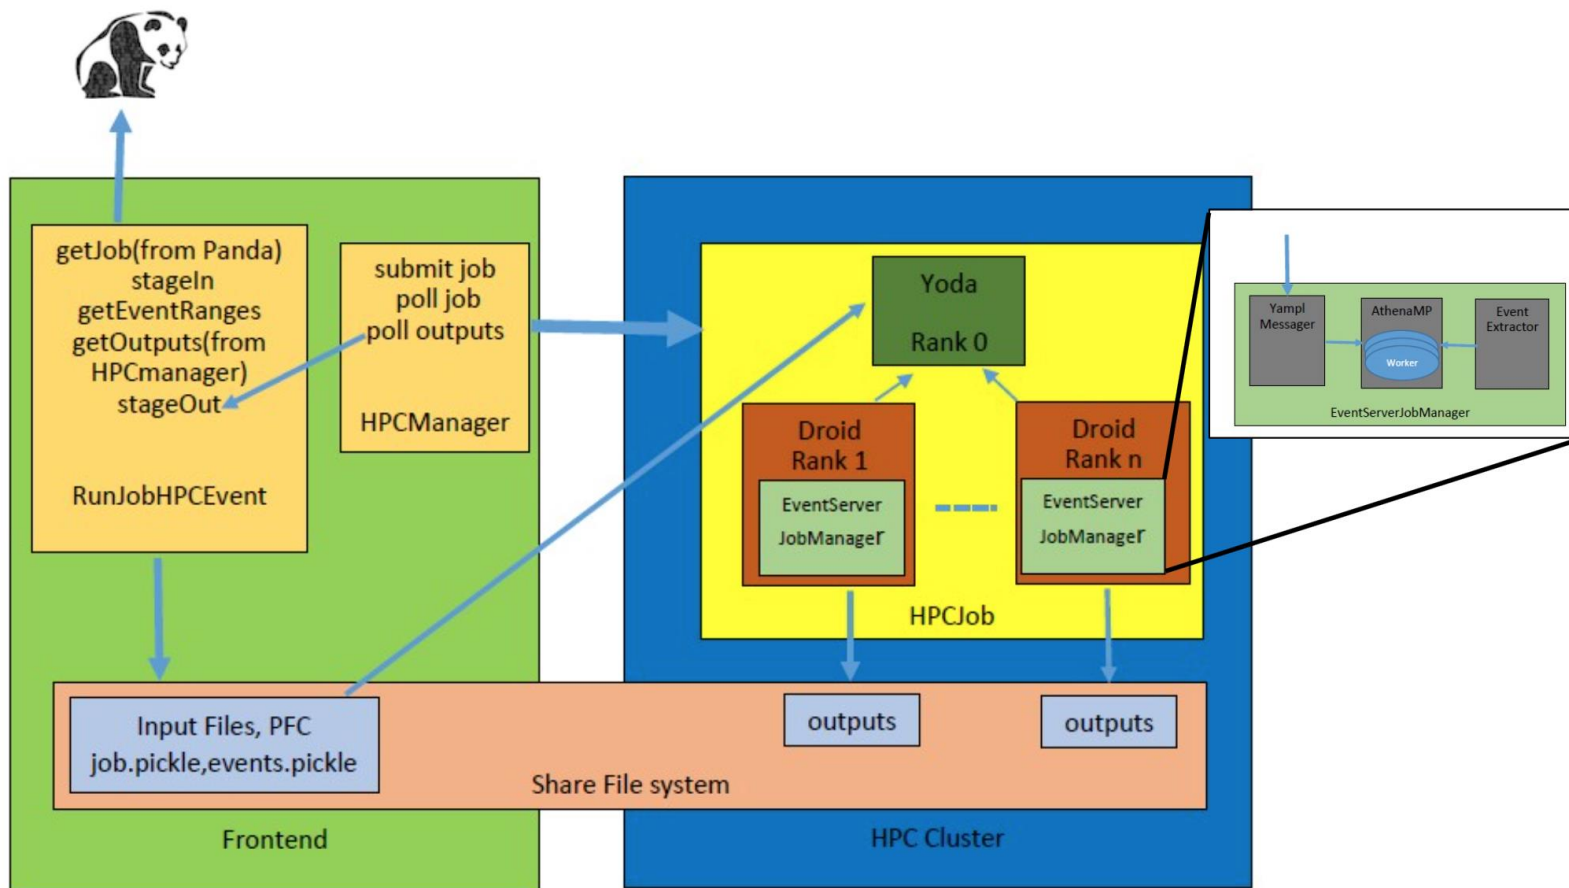 getJob(from Panda)
stageIn
getEventRanges
getOutputs(from
HPCmanager)
stageOut
RunJobHPCEvent
submit job
poll job
poll outputs
HPCManager
Input Files, PFC
job.pickle,events.pickle
Share File system
Frontend
Yoda
Rank 0
Droid
Rank 1
EventServer
JobManager
Droid
Rank n
EventServer
JobManager
HPCJob
outputs
outputs
HPC Cluster
Yampl
Messager
AthenaMP
Worker
Event
Extractor
EventServerJobManager